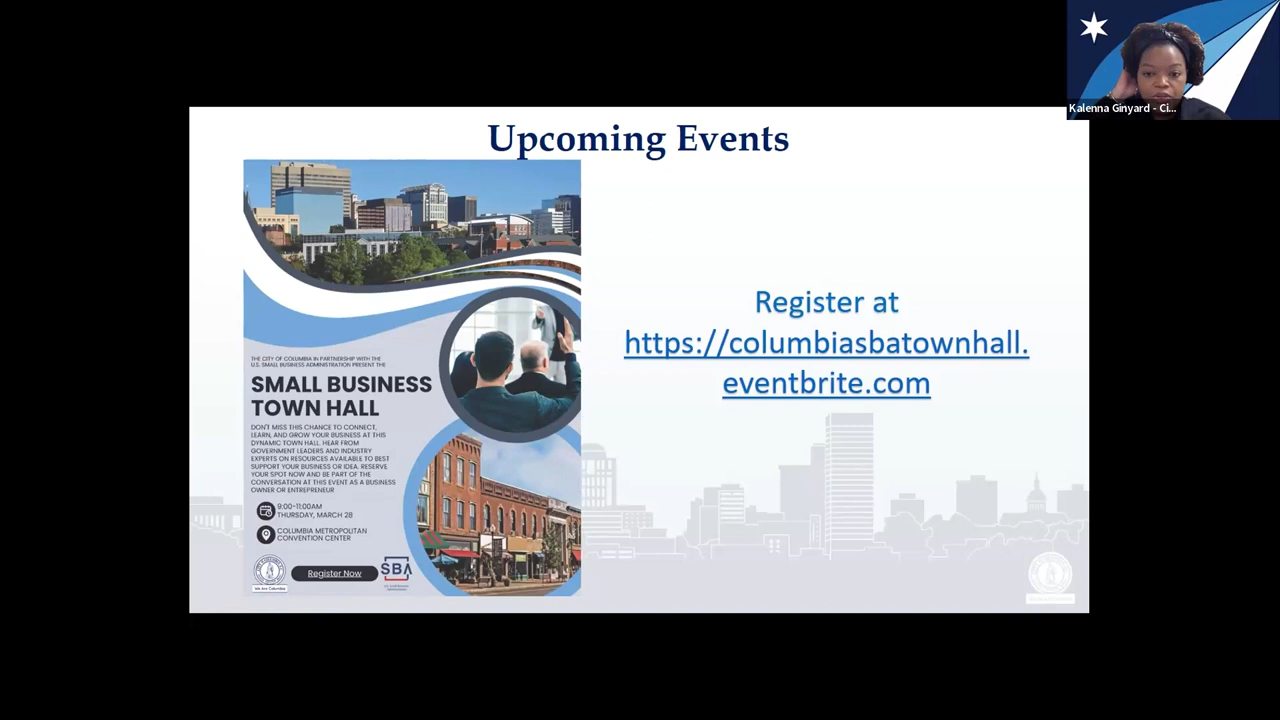 Upcoming Events
Kalenna Ginyard - Ci...
THE CITY OF COLUMBIA IN PARTNERSHIP WITH THE
U.S. SMALL BUSINESS ADMINISTRATION PRESENT THE
SMALL BUSINESS
TOWN HALL
DON'T MISS THIS CHANCE TO CONNECT,
LEARN, AND GROW YOUR BUSINESS AT THIS
DYNAMIC TOWN HALL. HEAR FROM
GOVERNMENT LEADERS AND INDUSTRY
EXPERTS ON RESOURCES AVAILABLE TO BEST
SUPPORT YOUR BUSINESS OR IDEA. RESERVE
YOUR SPOT NOW AND BE PART OF THE
CONVERSATION AT THIS EVENT AS A BUSINESS
OWNER OR ENTREPRENEUR
9:00-11:00AM
THURSDAY, MARCH 28
COLUMBIA METROPOLITAN
CONVENTION CENTER
We Are Columbia
Register Now
SBA
Register at
https://columbiasbatownhall.
eventbrite.com